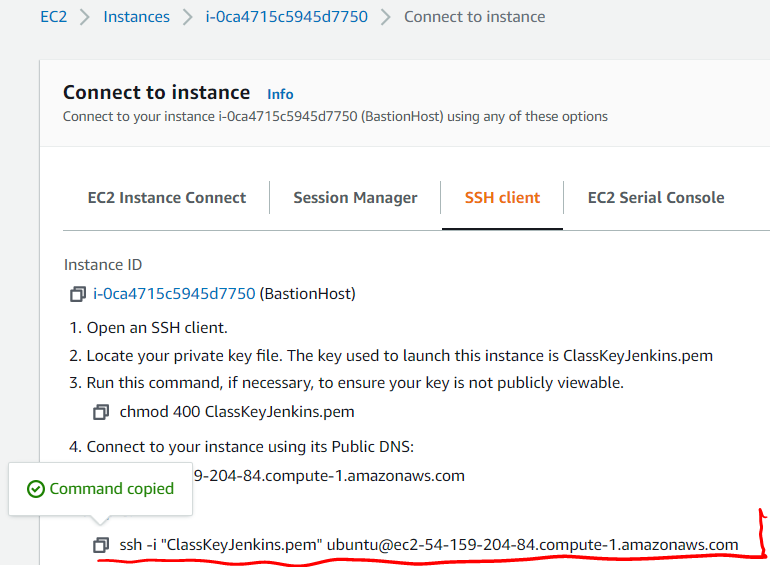 EC2 > Instances > i-0ca4715c5945d7750 > Connect to instance
Connect to instance Info
Connect to your instance i-0ca4715c5945d7750 (BastionHost) using any of these options
EC2 Instance Connect Session Manager SSH client EC2 Serial Console
Instance ID
i-0ca4715c5945d7750 (BastionHost)
1. Open an SSH client.
2. Locate your private key file. The key used to launch this instance is ClassKeyJenkins.pem
3. Run this command, if necessary, to ensure your key is not publicly viewable.
chmod 400 ClassKeyJenkins.pem
4. Connect to your instance using its Public DNS:
9-204-84.compute-1.amazonaws.com
Command copied
ssh -i "ClassKeyJenkins.pem" ubuntu@ec2-54-159-204-84.compute-1.amazonaws.com